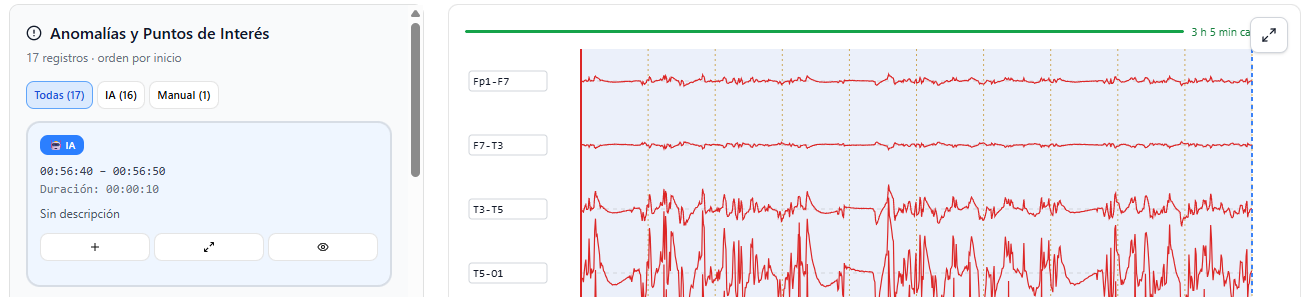 Anomalías y Puntos de Interés
17 registros · orden por inicio
Todas (17)
IA (16)
Manual (1)
IA
00:56:40 – 00:56:50
Duración: 00:00:10
Sin descripción
3 h 5 min ca
Fp1-F7
F7-T3
T3-T5
T5-O1